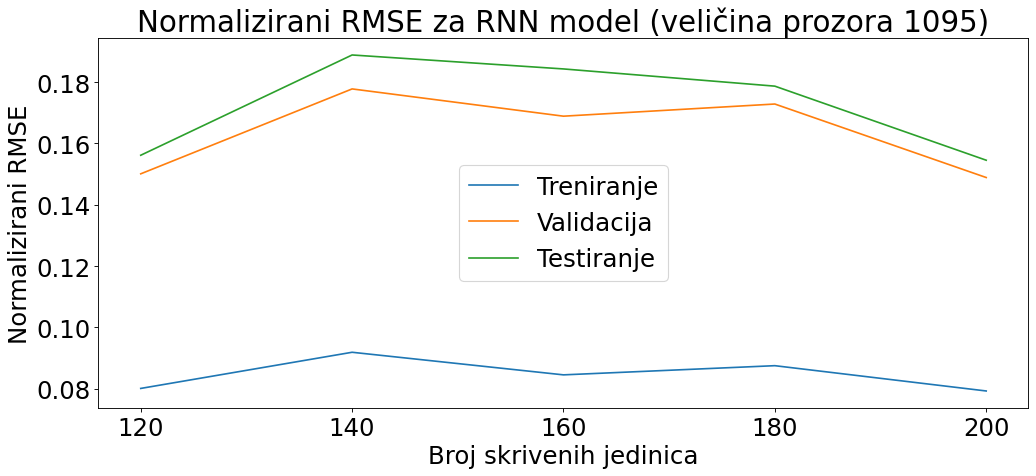 Normalizirani RMSE za RNN model (veličina prozora 1095)
Normalizirani RMSE
0.18
0.16
0.14
0.12
0.10
0.08
Treniranje
Validacija
Testiranje
120 140 160 180 200
Broj skrivenih jedinica